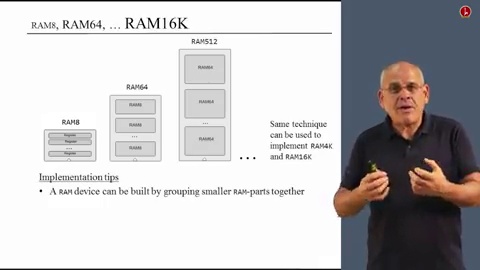 RAM8, RAM64, … RAM16K
RAM512
RAM64
RAM64
...
RAM64
RAM64
RAM8
RAM8
...
RAM8
RAM8
Register
Register
...
Register
...
Same technique
can be used to
implement RAM4K
and RAM16K
Implementation tips
• A RAM device can be built by grouping smaller RAM-parts together